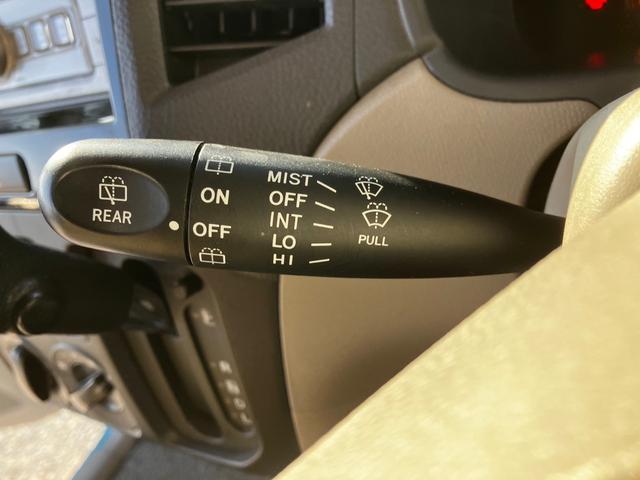 REAR
ON
OFF
MIST
OFF
INT
LO
HI
PULL